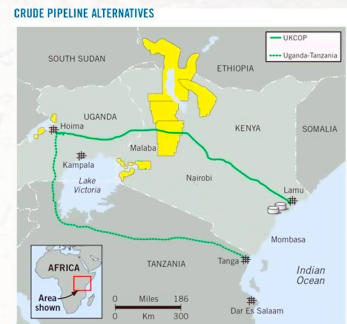 CRUDE PIPELINE ALTERNATIVES
UKCOP
Uganda-Tanzania
SOUTH SUDAN
ETHIOPIA
UGANDA
KENYA
SOMALIA
Hoima
Malaba
Kampala
Lake
Victoria
Nairobi
Lamu
Mombasa
AFRICA
Area
shown
TANZANIA
Tanga
Indian
Ocean
0 Miles 186
0 Km 300
Dar Es Salaam